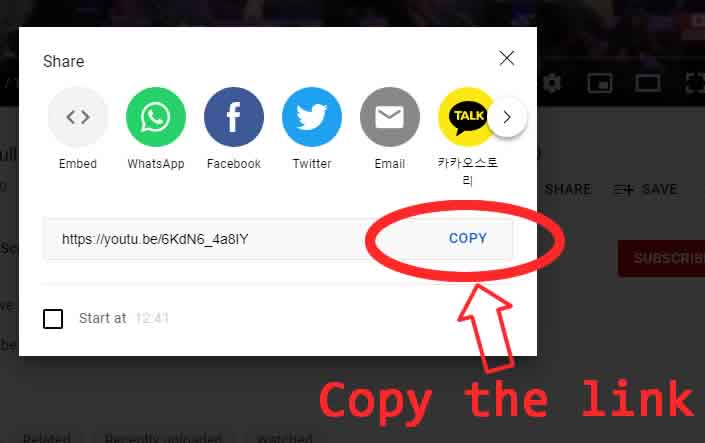 Share
TALK
Embed
WhatsApp
Facebook
Twitter
Email
카카오스토
리
SHARE
SAVE
https://youtu.be/6KdN6_4a8IY
COPY
SUBSCRIBE
Start at 12:41
Copy the link
Related
Recently uploaded
Watched